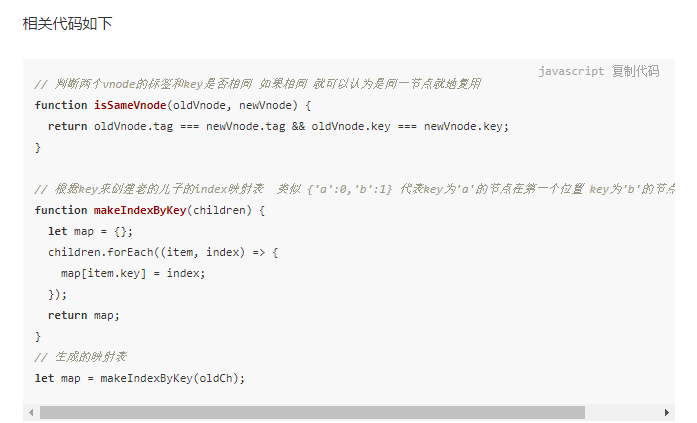 相关代码如下
javascript 复制代码
// 判断两个vnode的标签和key是否相同 如果相同 就可以认为是同一节点就地复用
function isSameVnode(oldVnode, newVnode) {
  return oldVnode.tag === newVnode.tag && oldVnode.key === newVnode.key;
}
// 根据key来创建老的儿子的index映射表  类似 {'a':0,'b':1} 代表key为'a'的节点在第一个位置 key为'b'的节点
function makeIndexByKey(children) {
  let map = {};
  children.forEach((item, index) => {
    map[item.key] = index;
  });
  return map;
}
// 生成的映射表
let map = makeIndexByKey(oldCh);